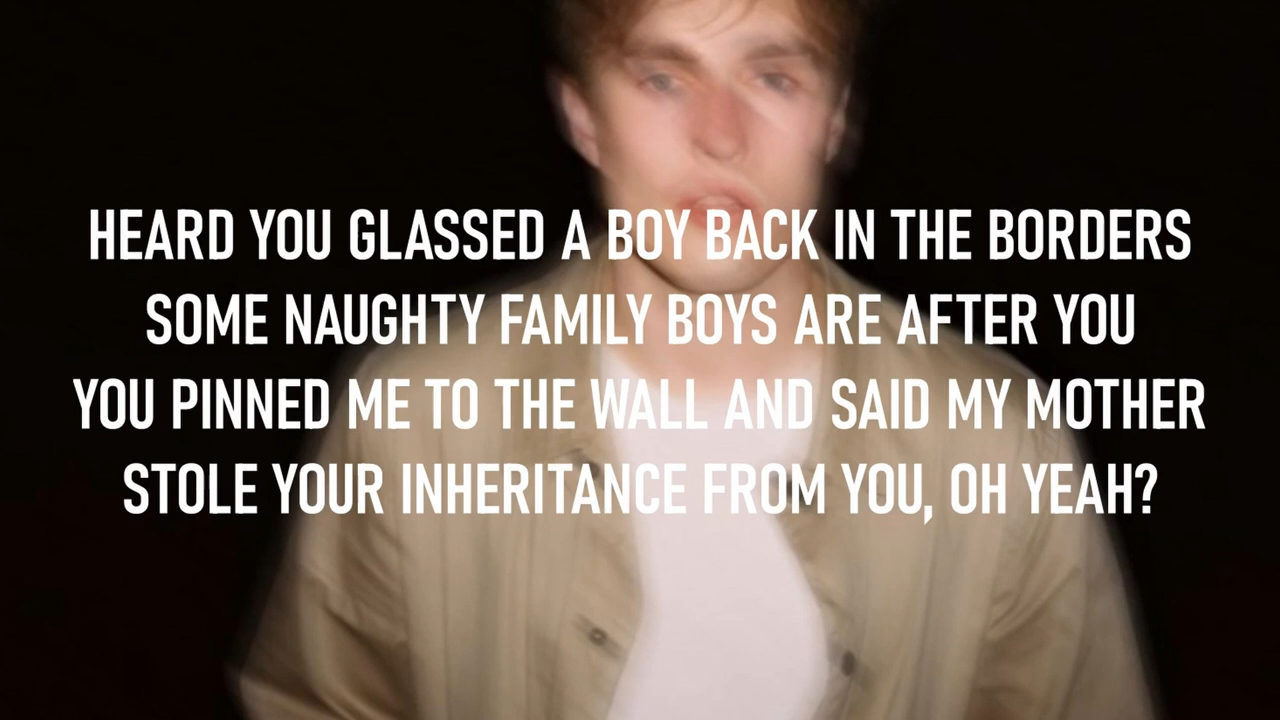 HEARD YOU GLASSED A BOY BACK IN THE BORDERS
SOME NAUGHTY FAMILY BOYS ARE AFTER YOU
YOU PINNED ME TO THE WALL AND SAID MY MOTHER
STOLE YOUR INHERITANCE FROM YOU, OH YEAH?